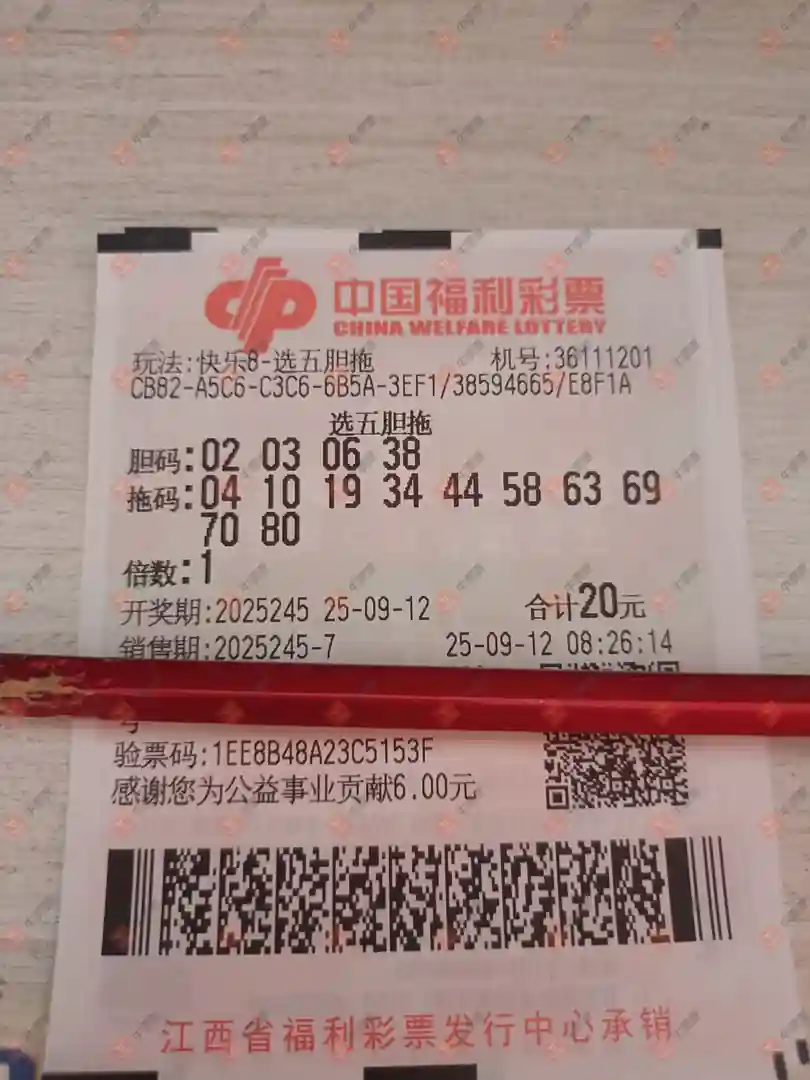 中国福利彩票
CHINA WELFARE LOTTERY
玩法:快乐8-选五胆拖 机号:36111201
CB82-A5C6-C3C6-6B5A-3EF1/38594665/E8F1A
选五胆拖
胆码:02 03 06 38
拖码:04 10 19 34 44 58 63 69
70 80
倍数:1
开奖期:2025245 25-09-12 合计20元
销售期:2025245-7 25-09-12 08:26:14
验票码:1EE8B48A23C5153F
感谢您为公益事业贡献6.00元
江西省福利彩票发行中心承销